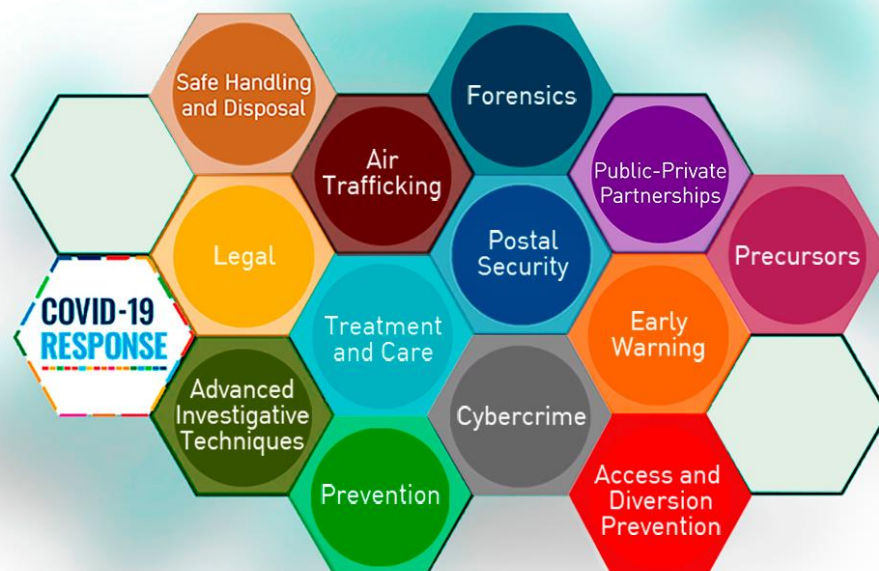 Safe Handling
and Disposal
Forensics
Air
Trafficking
Public-Private
Partnerships
Legal
Postal
Security
Precursors
COVID-19
RESPONSE
Treatment
and Care
Early
Warning
Advanced
Investigative
Techniques
Cybercrime
Prevention
Access and
Diversion
Prevention